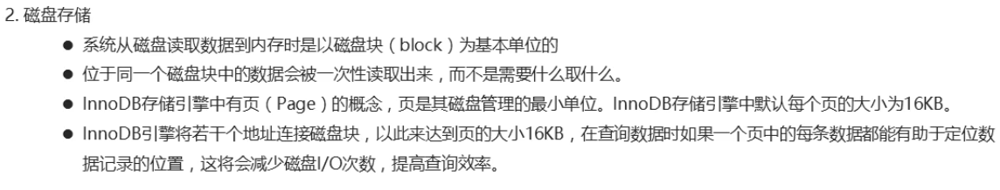 2. 磁盘存储
● 系统从磁盘读取数据到内存时是以磁盘块（block）为基本单位的
● 位于同一个磁盘块中的数据会被一次性读取出来，而不是需要什么取什么。
● InnoDB存储引擎中有页（Page）的概念，页是其磁盘管理的最小单位。InnoDB存储引擎中默认每个页的大小为16KB。
● InnoDB引擎将若干个地址连接磁盘块，以此来达到页的大小16KB，在查询数据时如果一个页中的每条数据都能有助于定位数
据记录的位置，这将会减少磁盘I/O次数，提高查询效率。